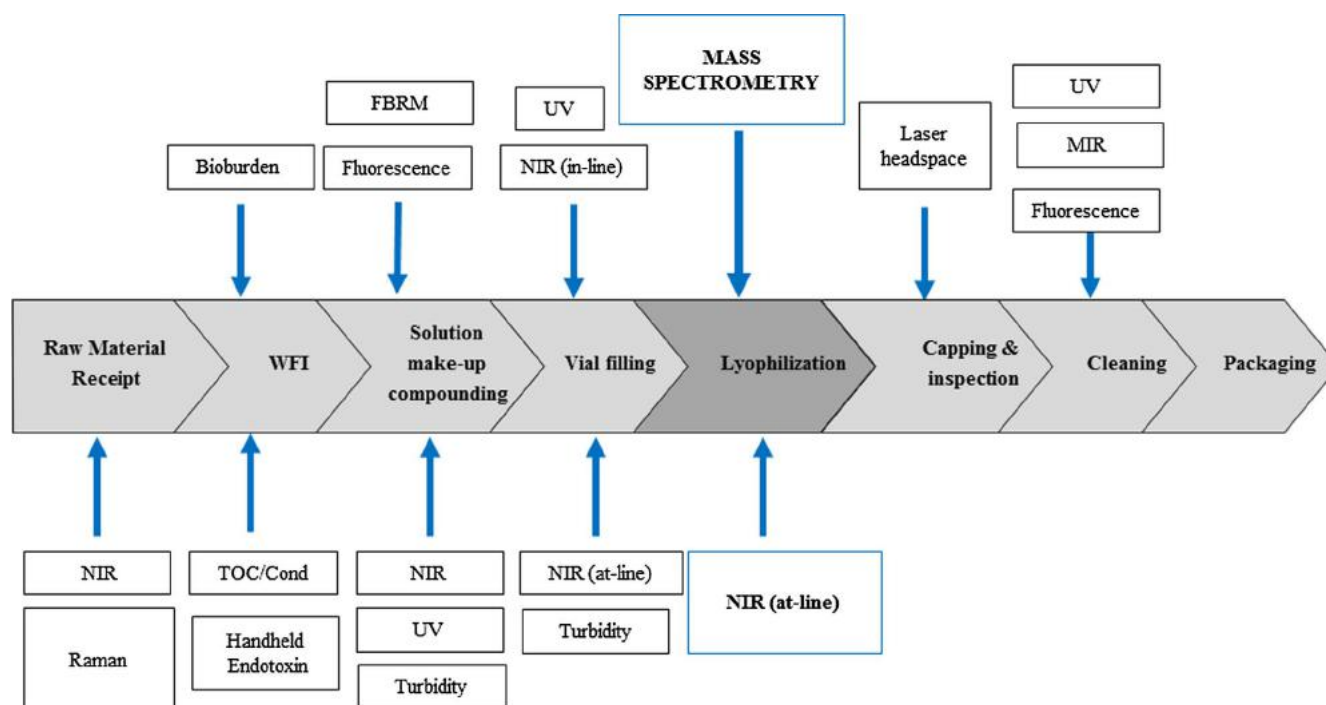 MASS
SPECTROMETRY
FBRM
UV
UV
Laser
headspace
MIR
Bioburden
Fluorescence
NIR (in-line)
Fluorescence
Raw Material
Receipt
WFI
Solution
make-up
compounding
Vial filling
Lyophilization
Capping &
inspection
Cleaning
Packaging
NIR
TOC/Cond
NIR
NIR (at-line)
NIR (at-line)
Raman
Handheld
Endotoxin
UV
Turbidity
Turbidity